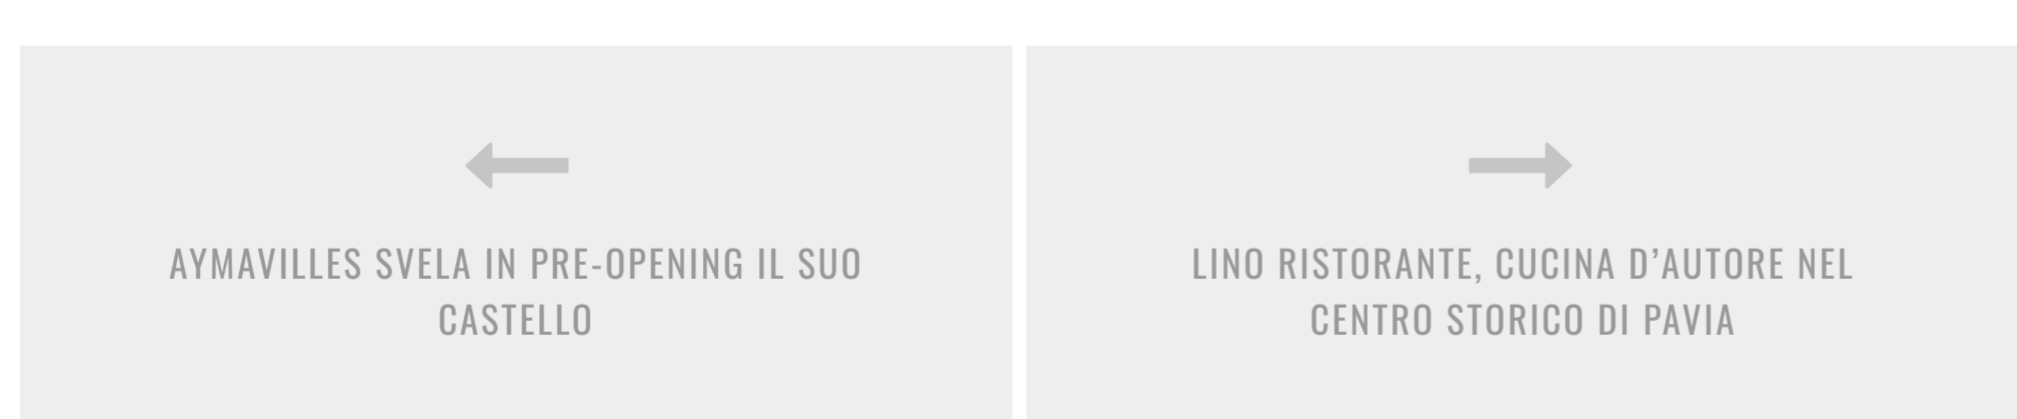 AYMAVILLES SVELA IN PRE-OPENING IL SUO
CASTELLO
LINO RISTORANTE, CUCINA D’AUTORE NEL
CENTRO STORICO DI PAVIA